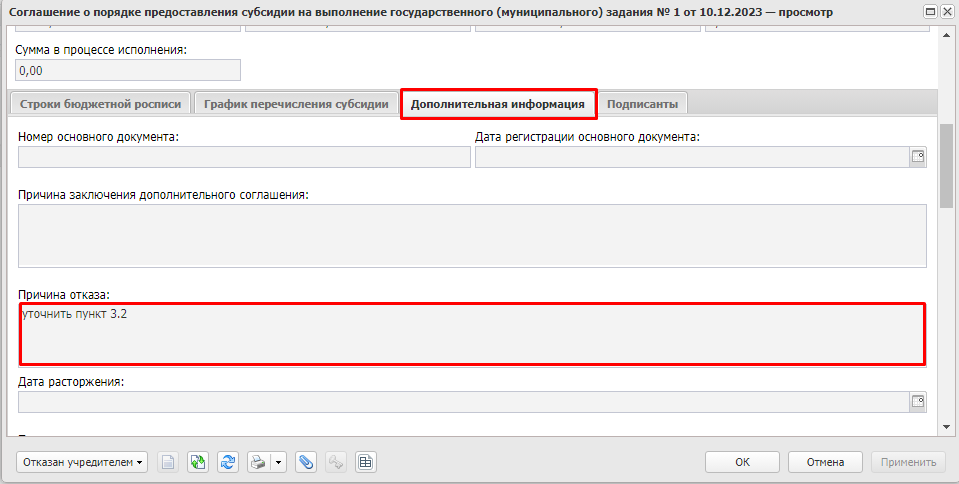 Соглашение о порядке предоставления субсидии на выполнение государственного (муниципального) задания № 1 от 10.12.2023 — просмотр
Сумма в процессе исполнения:
0,00
Строки бюджетной росписи График перечисления субсидии Дополнительная информация Подписанты
Номер основного документа: Дата регистрации основного документа:
Причина заключения дополнительного соглашения:
Причина отказа:
уточнить пункт 3.2
Дата расторжения:
Отказан учредителем ОК Отмена Применить